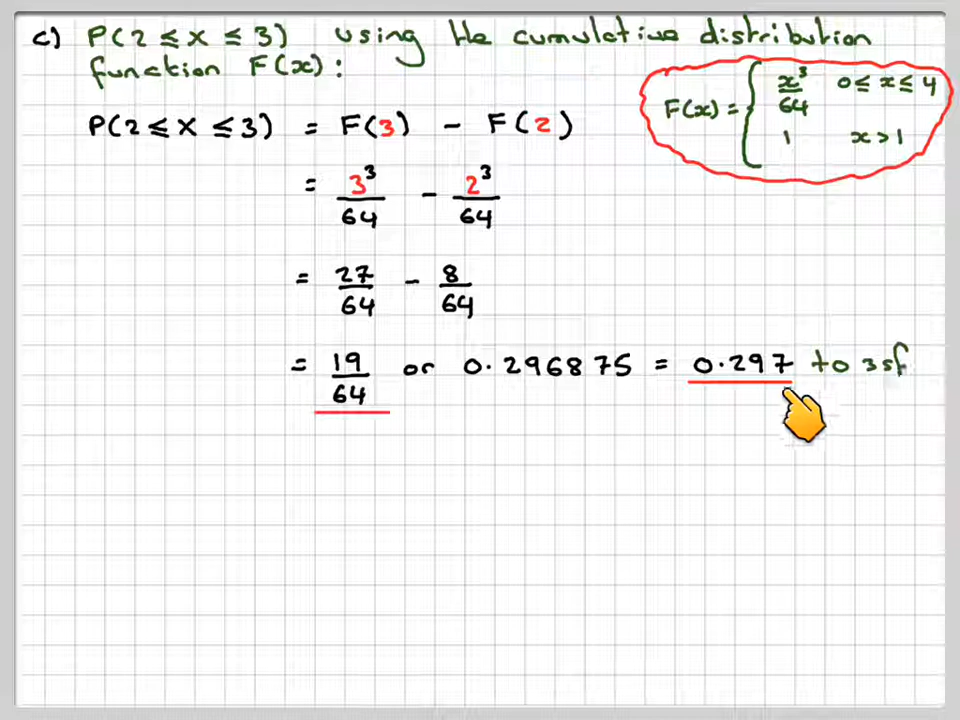 c) P(2 ≤ x ≤ 3) using the cumulative distribution
function F(x):
F(x) = { x³/64 0 ≤ x ≤ 4
1 x > 1
P(2 ≤ x ≤ 3) = F(3) - F(2)
= 3³/64 - 2³/64
= 27/64 - 8/64
= 19/64 or 0.296875 = 0.297 to 3sf